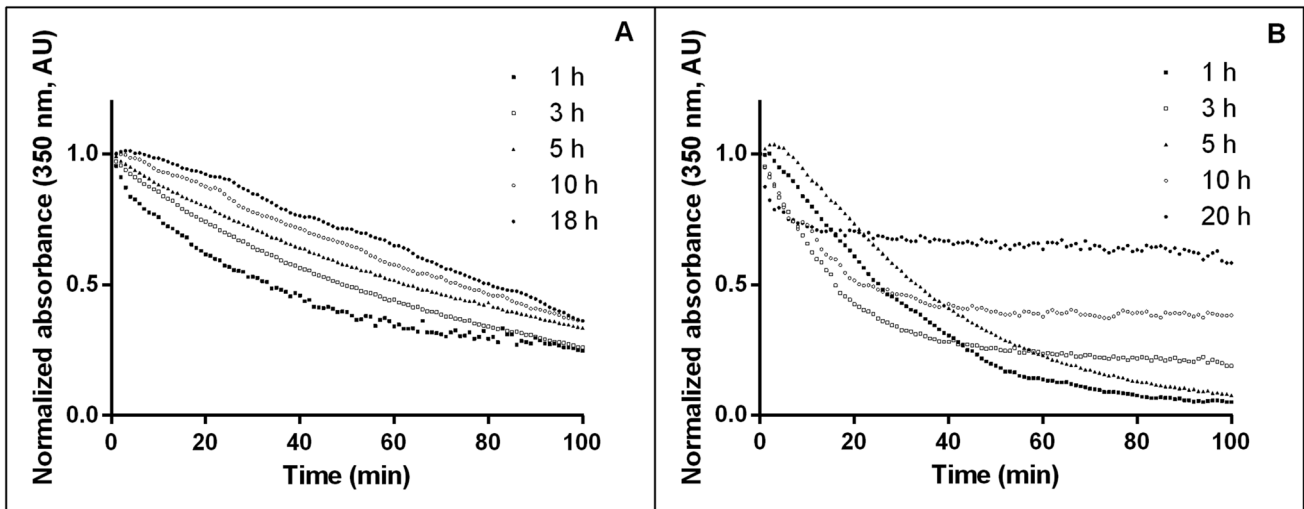 A
Normalized absorbance (350 nm, AU)
1 h
3 h
5 h
10 h
18 h
1.0
0.5
0.0
0 20 40 60 80 100
Time (min)
B
Normalized absorbance (350 nm, AU)
1 h
3 h
5 h
10 h
20 h
1.0
0.5
0.0
0 20 40 60 80 100
Time (min)